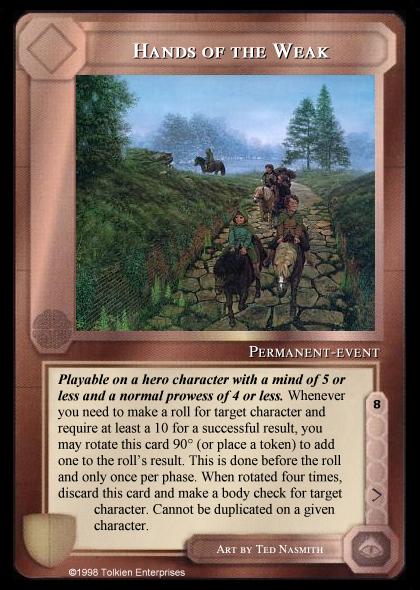 HANDS OF THE WEAK
PERMANENT-EVENT
Playable on a hero character with a mind of 5 or
less and a normal prowess of 4 or less. Whenever
you need to make a roll for target character and
require at least a 10 for a successful result, you
may rotate this card 90° (or place a token) to add
one to the roll's result. This is done before the roll
and only once per phase. When rotated four times,
discard this card and make a body check for target
character. Cannot be duplicated on a given
character.
8
ART BY TED NASMITH
©1998 Tolkien Enterprises